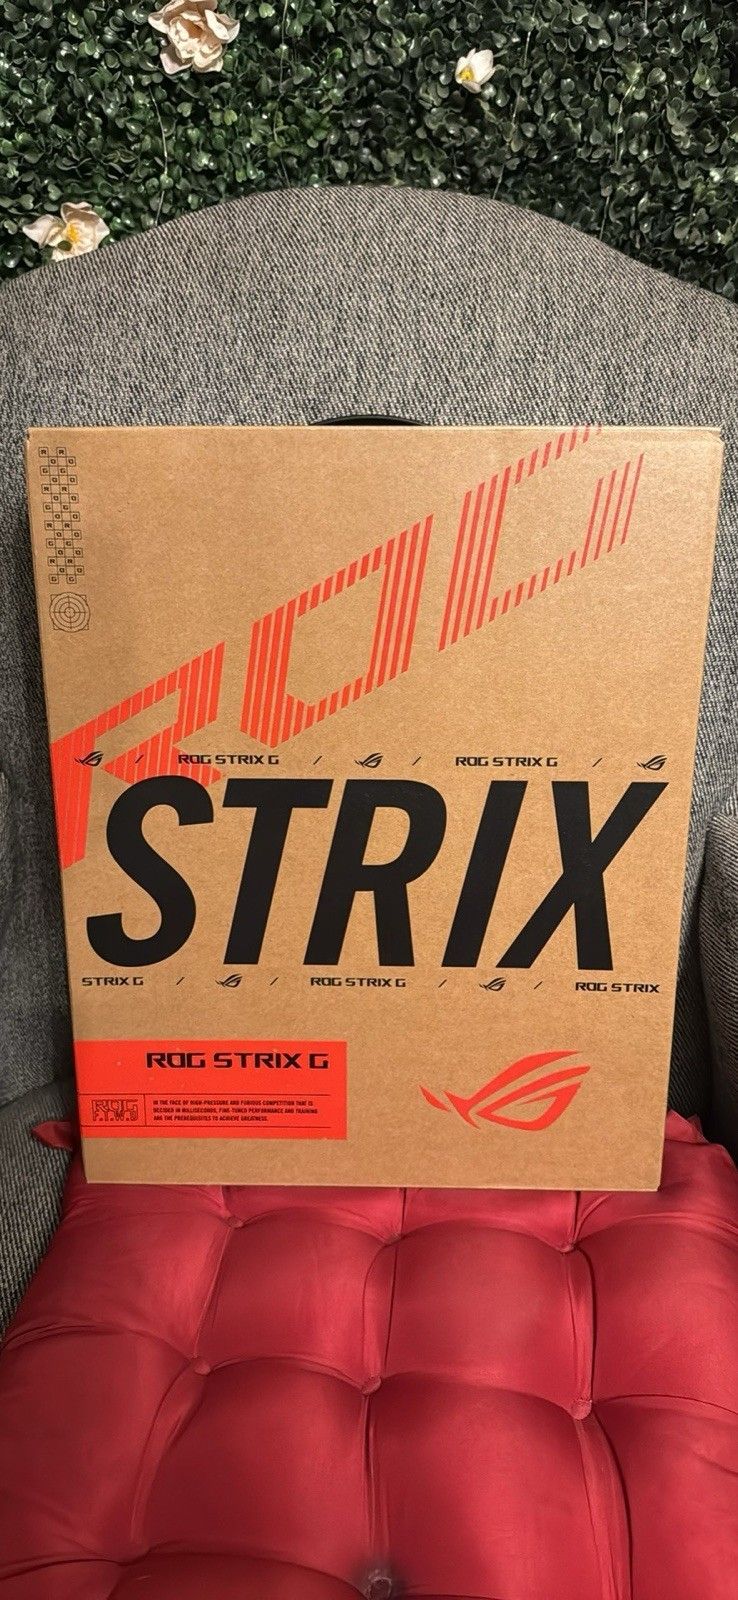 ROG
ROG STRIX G / / ROG STRIX G /
STRIX
STRIX G / / ROG STRIX G / / ROG STRIX
ROG STRIX G
ROG
F.T.W.D
IN THE FACE OF HIGH-PRESSURE AND FURIOUS COMPETITION THAT IS
DECIDED IN MILLISECONDS, FINE-TUNED PERFORMANCE AND TRAINING
ARE THE PREREQUISITES TO ACHIEVE GREATNESS.